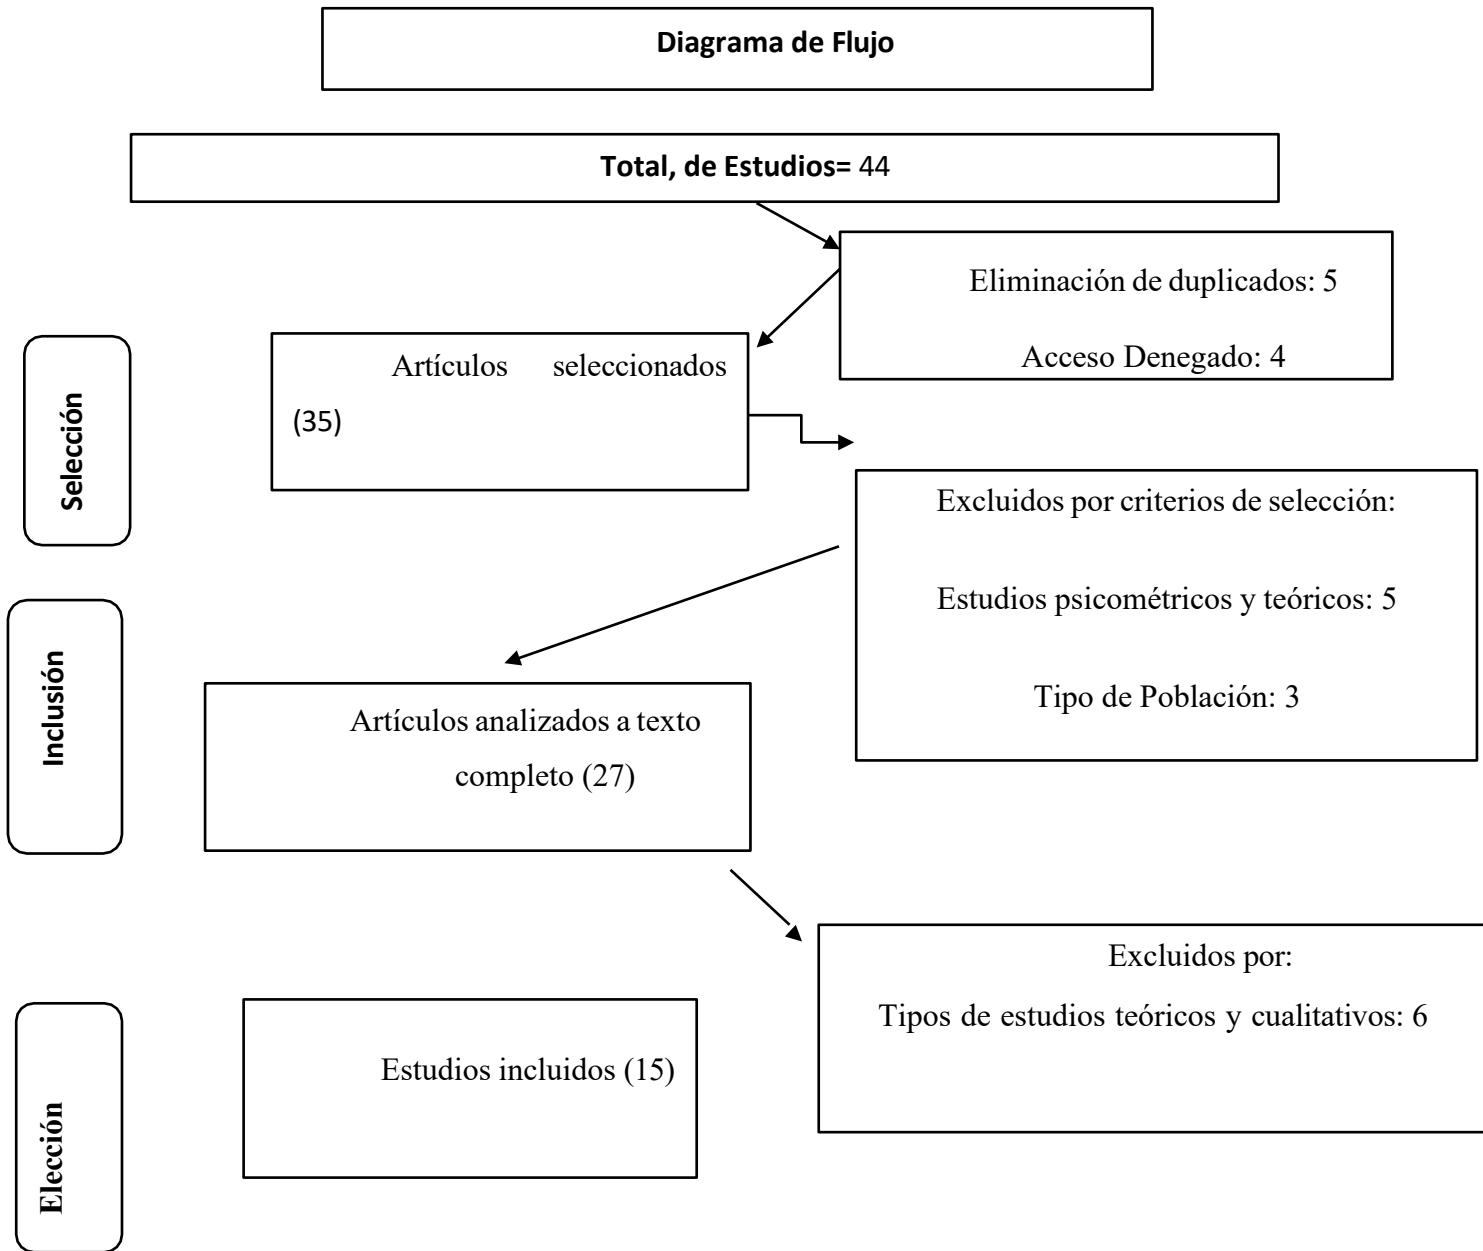 Diagrama de Flujo
Total, de Estudios= 44
Eliminación de duplicados: 5
Acceso Denegado: 4
Selección
Artículos seleccionados
(35)
Excluidos por criterios de selección:
Estudios psicométricos y teóricos: 5
Tipo de Población: 3
Inclusión
Artículos analizados a texto
completo (27)
Excluidos por:
Tipos de estudios teóricos y cualitativos: 6
Elección
Estudios incluidos (15)